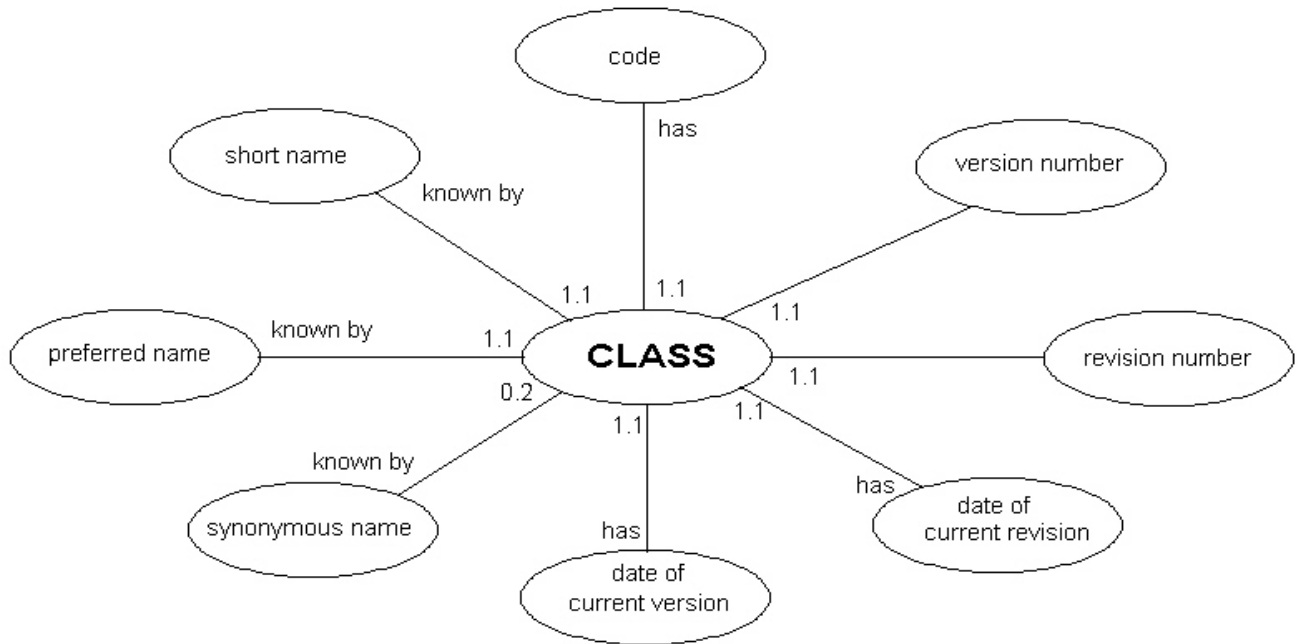 code
has
short name
version number
known by
1.1
1.1
1.1
preferred name
known by
1.1
CLASS
1.1
revision number
0.2
1.1
1.1
known by
synonymous name
has
date of
current version
has
date of
current revision